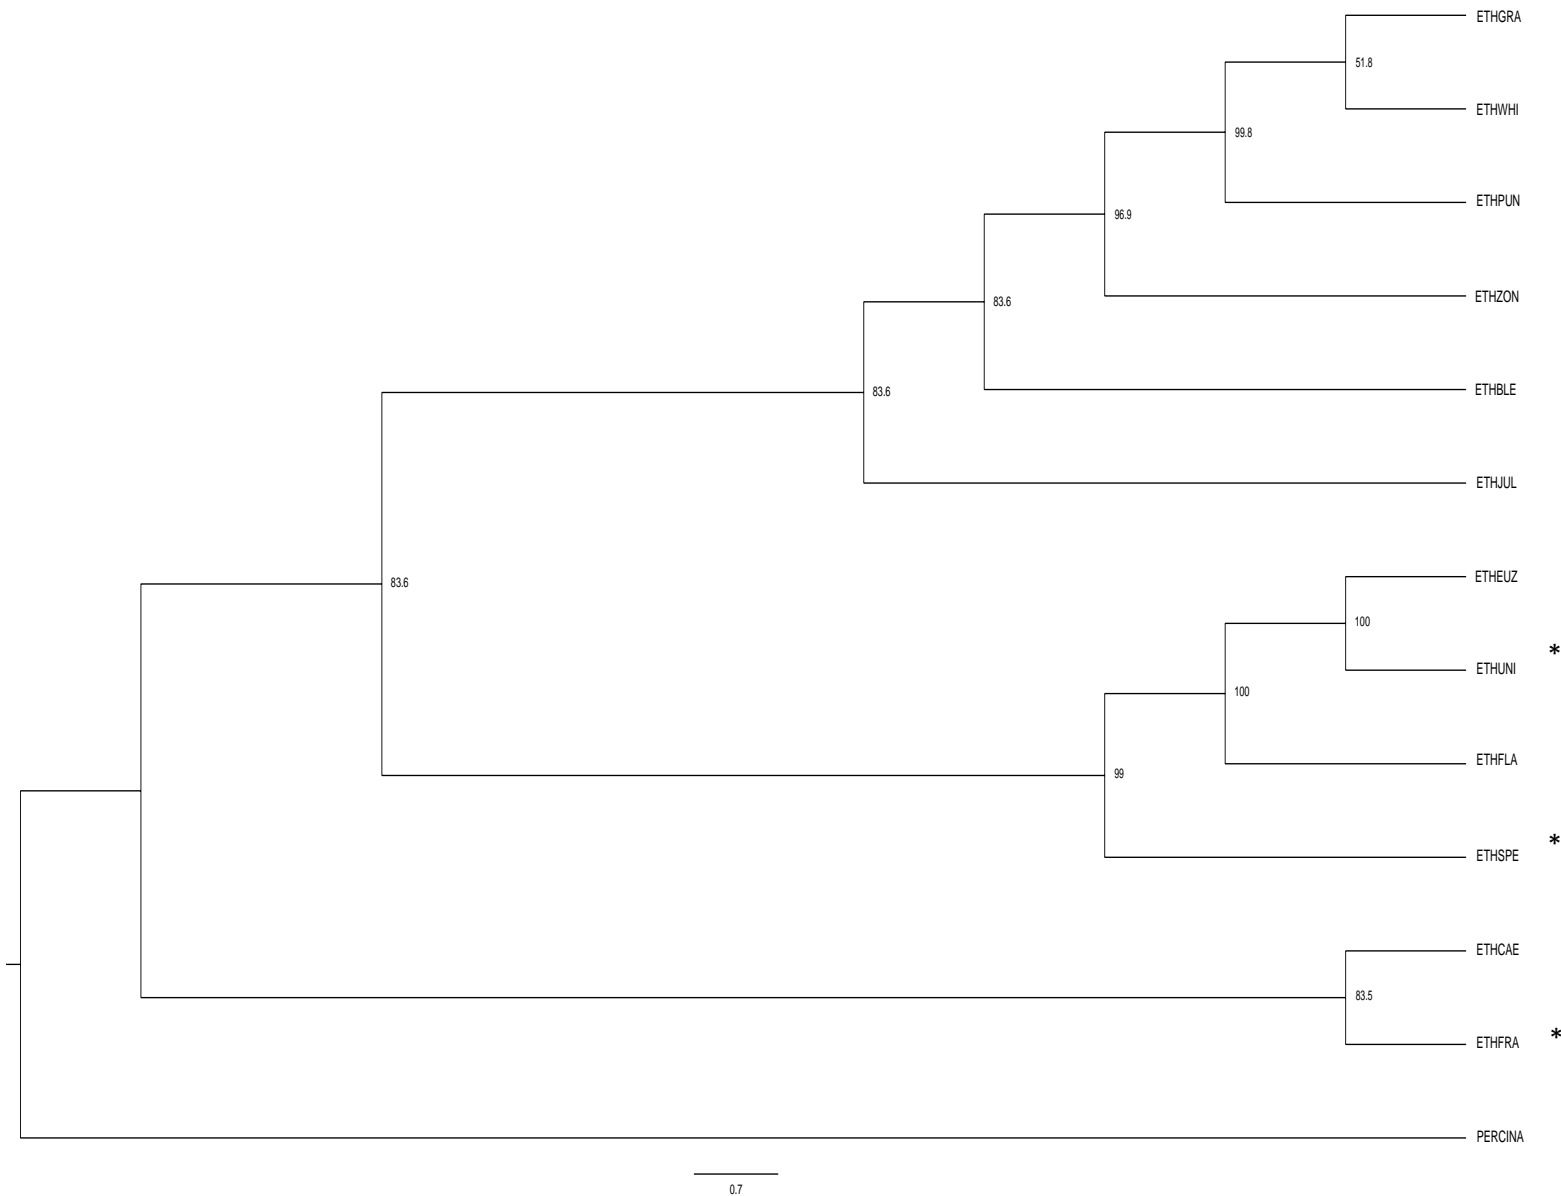 ETHGRA
51.8
ETHWHI
99.8
ETHPUN
96.9
ETHZON
83.6
ETHBLE
83.6
ETHJUL
ETHEUZ
83.6
100
*
ETHUNI
100
ETHFLA
99
*
ETHSPE
ETHCAE
83.5
*
ETHFRA
PERCINA
0.7